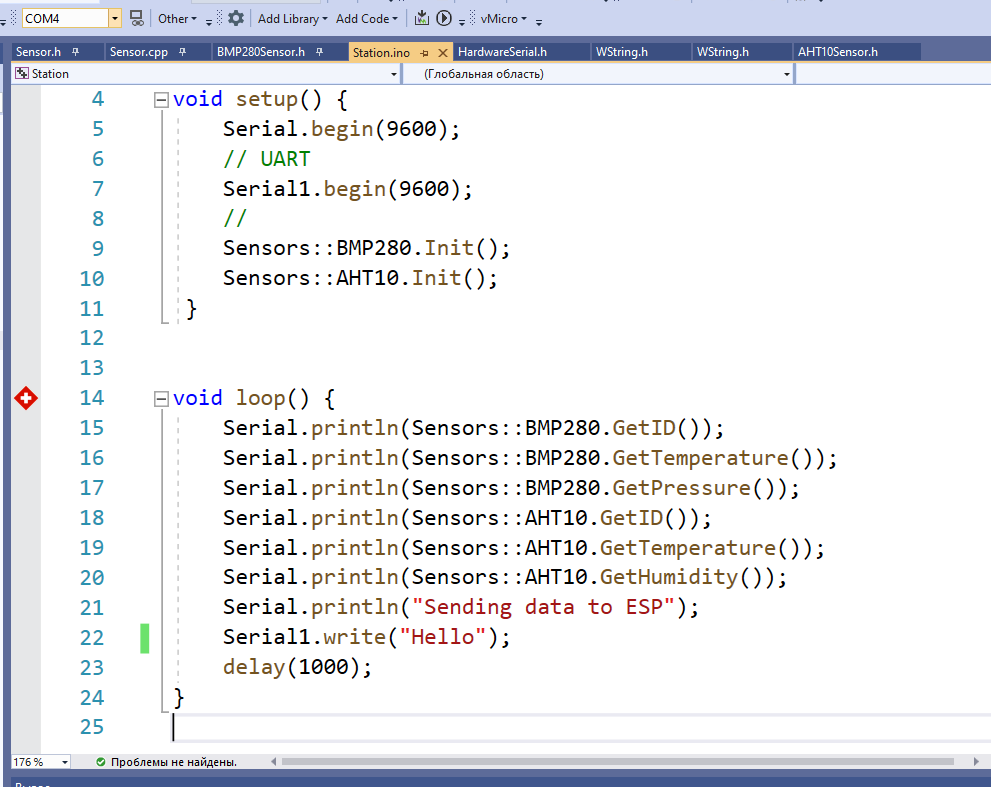 COM4 Other Add Library Add Code vMicro
Sensor.h Sensor.cpp BMP280Sensor.h Station.ino HardwareSerial.h WString.h WString.h AHT10Sensor.h
Station (Глобальная область)
4 void setup() {
5 Serial.begin(9600);
6 // UART
7 Serial1.begin(9600);
8 //
9 Sensors::BMP280.Init();
10 Sensors::AHT10.Init();
11 }
12
13
14 void loop() {
15 Serial.println(Sensors::BMP280.GetID());
16 Serial.println(Sensors::BMP280.GetTemperature());
17 Serial.println(Sensors::BMP280.GetPressure());
18 Serial.println(Sensors::AHT10.GetID());
19 Serial.println(Sensors::AHT10.GetTemperature());
20 Serial.println(Sensors::AHT10.GetHumidity());
21 Serial.println("Sending data to ESP");
22 Serial1.write("Hello");
23 delay(1000);
24 }
25
176 % Проблемы не найдены.